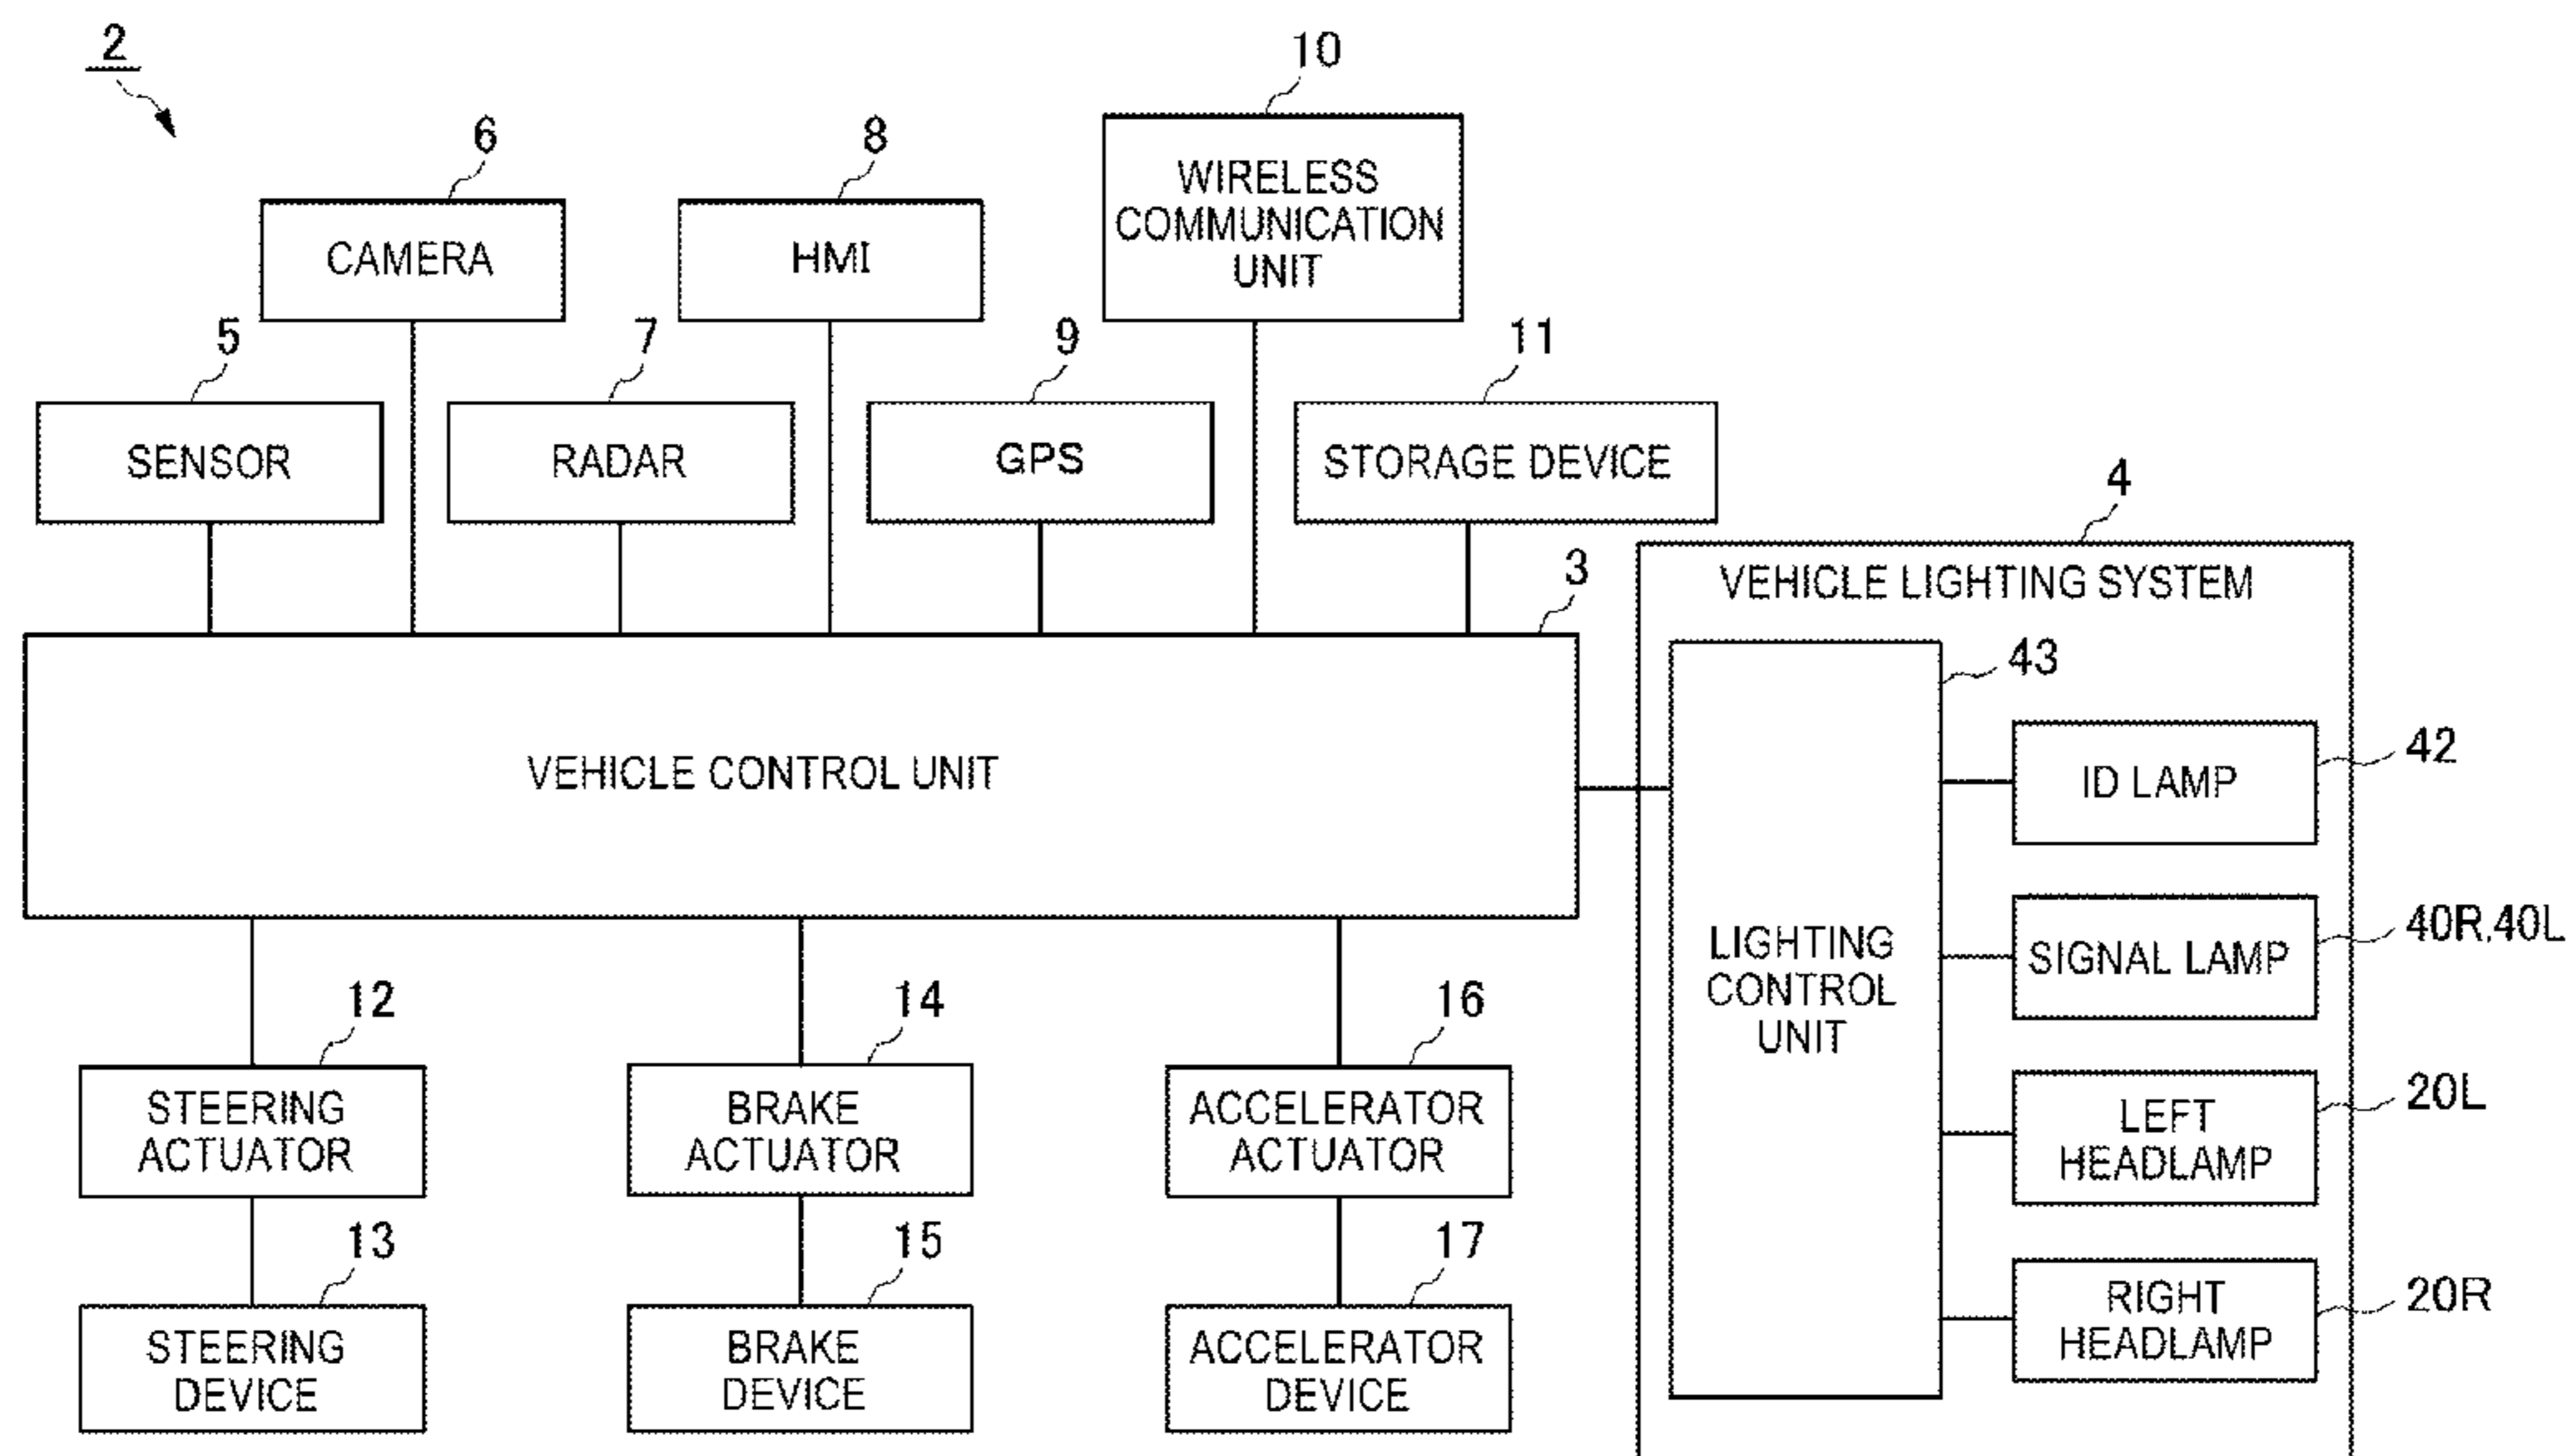 2
10
6
8
WIRELESS
COMMUNICATION
UNIT
CAMERA
HMI
5
7
9
11
SENSOR
RADAR
GPS
STORAGE DEVICE
4
3
VEHICLE LIGHTING SYSTEM
43
VEHICLE CONTROL UNIT
ID LAMP
42
LIGHTING
CONTROL
UNIT
SIGNAL LAMP
40R,40L
12
14
16
STEERING
ACTUATOR
BRAKE
ACTUATOR
ACCELERATOR
ACTUATOR
LEFT
HEADLAMP
20L
13
15
17
STEERING
DEVICE
BRAKE
DEVICE
ACCELERATOR
DEVICE
RIGHT
HEADLAMP
20R